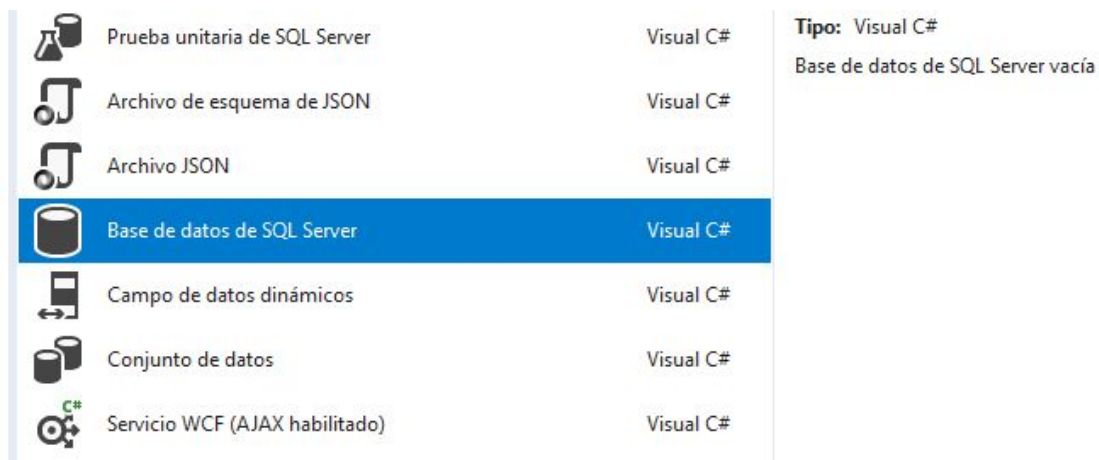 Prueba unitaria de SQL Server Visual C#
Archivo de esquema de JSON Visual C#
Archivo JSON Visual C#
Base de datos de SQL Server Visual C#
Campo de datos dinámicos Visual C#
Conjunto de datos Visual C#
C#
Servicio WCF (AJAX habilitado) Visual C#
Tipo: Visual C#
Base de datos de SQL Server vacía